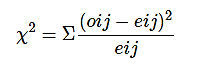 χ² = Σ (oij − eij)² / eij